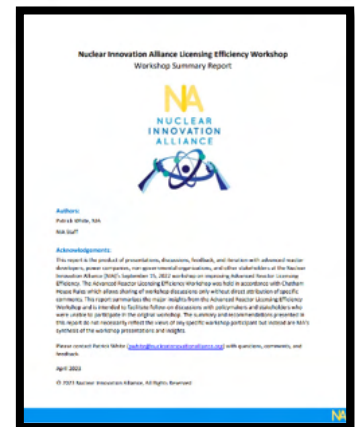 Nuclear Innovation Alliance Licensing Efficiency Workshop
Workshop Summary Report
NIA
NUCLEAR
INNOVATION
ALLIANCE
Authors:
Patrick White, NIA
NIA Staff
Acknowledgements:
This report is the product of presentations, discussions, feedback, and iteration with advanced reactor
developers, power companies, non-governmental organizations, and other stakeholders at the Nuclear
Innovation Alliance (NIA)'s September 15, 2022 workshop on improving Advanced Reactor Licensing
Efficiency. The Advanced Reactor Licensing Efficiency Workshop was held in accordance with Chatham
House Rules which allows sharing of workshop discussions only without direct attribution of specific
comments. This report summarizes the major insights from the Advanced Reactor Licensing Efficiency
Workshop and is intended to facilitate follow-on discussions with policymakers and stakeholders who
were unable to participate in the original workshop. The summary and recommendations presented in
this report do not necessarily reflect the views of any specific workshop participant but instead are NIA's
synthesis of the workshop presentations and insights.
Please contact Patrick White (pwhite@nuclearinnovationalliance.org) with questions, comments, and
feedback.
April 2023
© 2023 Nuclear Innovation Alliance, All Rights Reserved
NIA